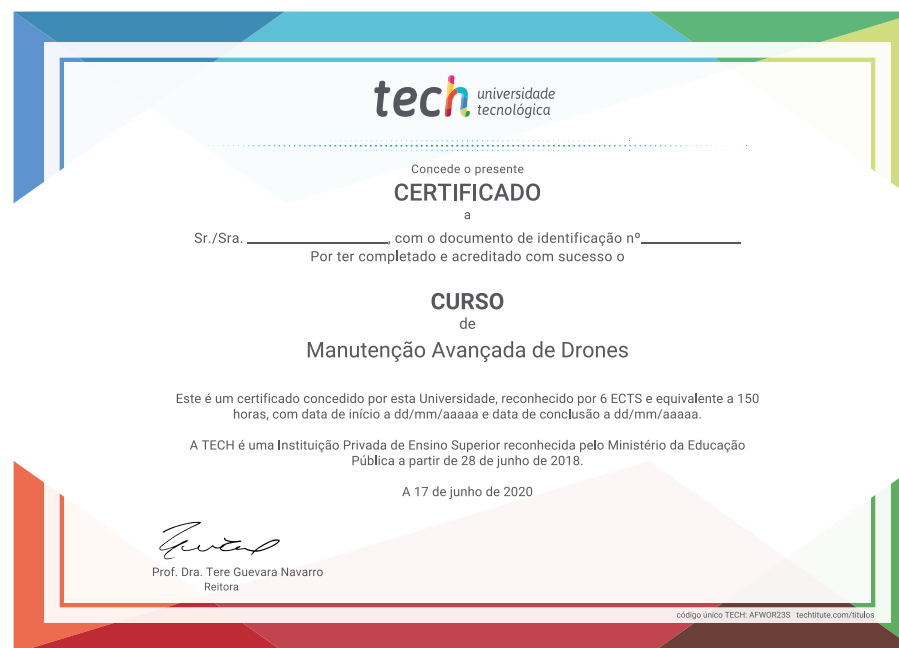 tech universidade
tecnológica
Concede o presente
CERTIFICADO
a
Sr./Sra. ________________, com o documento de identificação nº___________
Por ter completado e acreditado com sucesso o
CURSO
de
Manutenção Avançada de Drones
Este é um certificado concedido por esta Universidade, reconhecido por 6 ECTS e equivalente a 150
horas, com data de início a dd/mm/aaaaa e data de conclusão a dd/mm/aaaaa.
A TECH é uma Instituição Privada de Ensino Superior reconhecida pelo Ministério da Educação
Pública a partir de 28 de junho de 2018.
A 17 de junho de 2020
Prof. Dra. Tere Guevara Navarro
Reitora
código único TECH: AFWOR23S techtitute.com/titulos